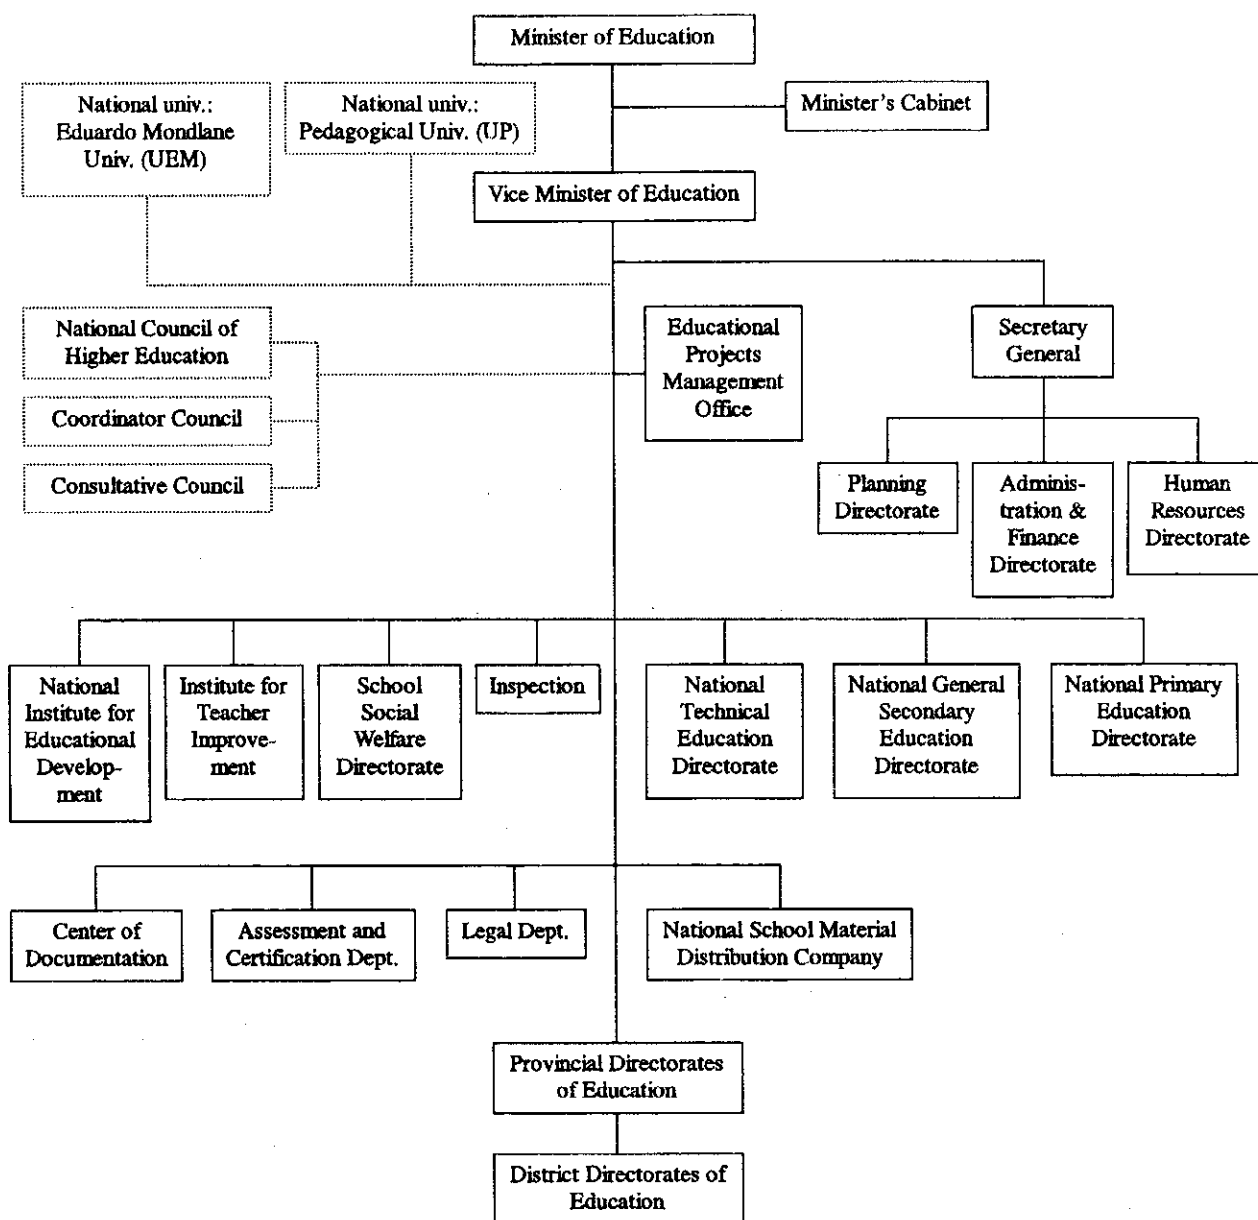 Minister of Education
National univ.:
Eduardo Mondlane
Univ. (UEM)
National univ.:
Pedagogical Univ. (UP)
Minister's Cabinet
Vice Minister of Education
National Council of
Higher Education
Coordinator Council
Consultative Council
Educational
Projects
Management
Office
Secretary
General
Planning
Directorate
Adminis-
tration &
Finance
Directorate
Human
Resources
Directorate
National
Institute for
Educational
Develop-
ment
Institute for
Teacher
Improve-
ment
School
Social
Welfare
Directorate
Inspection
National
Technical
Education
Directorate
National General
Secondary
Education
Directorate
National Primary
Education
Directorate
Center of
Documentation
Assessment and
Certification Dept.
Legal Dept.
National School Material
Distribution Company
Provincial Directorates
of Education
District Directorates of
Education